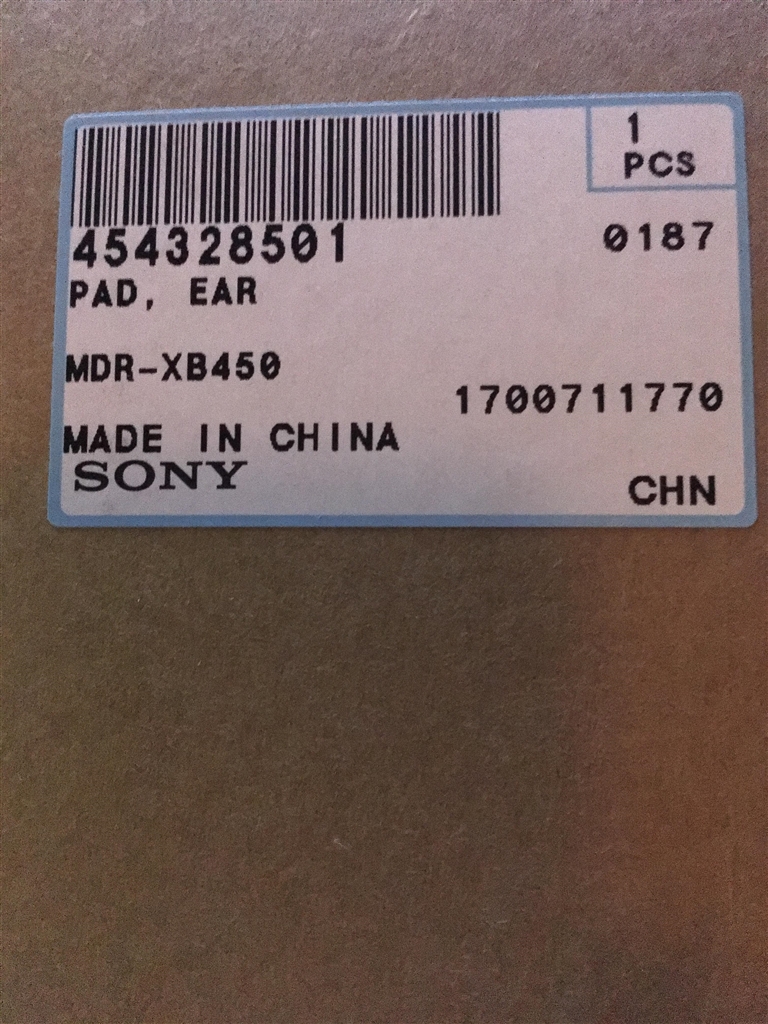 1
PCS
454328501
0187
PAD, EAR
MDR-XB450
1700711770
MADE IN CHINA
SONY
CHN